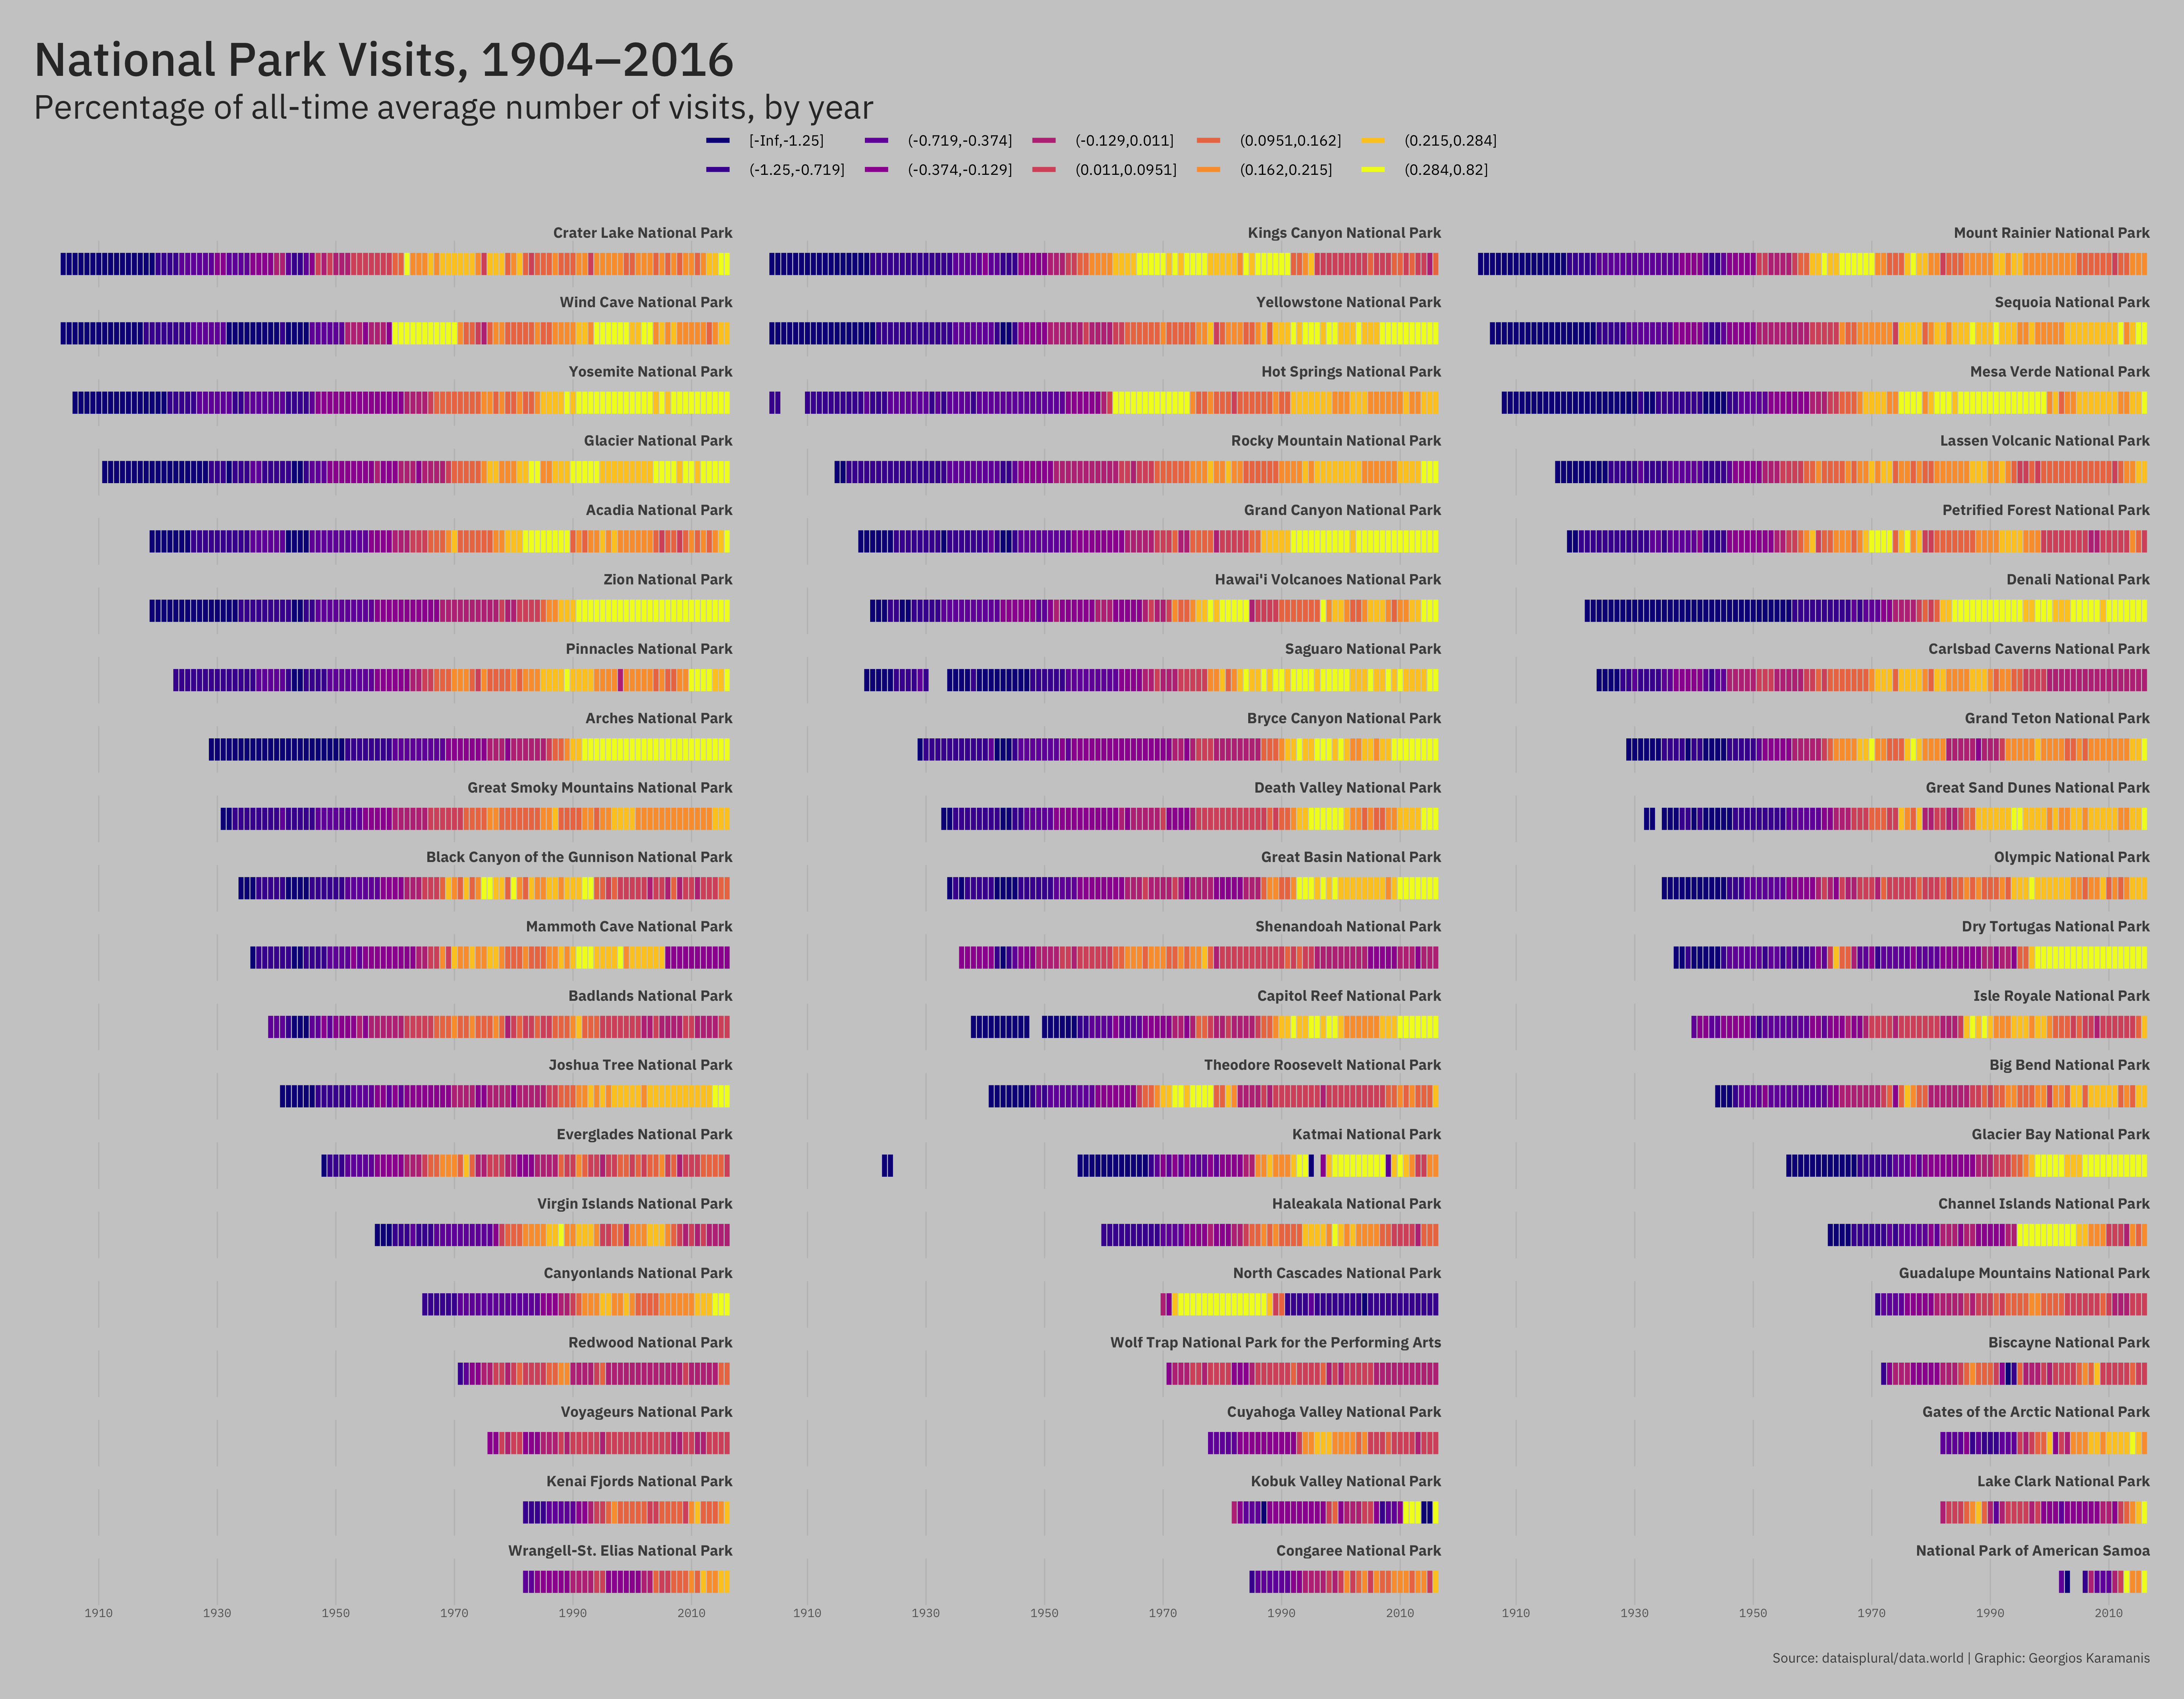 National Park Visits, 1904–2016
Percentage of all-time average number of visits, by year
[-Inf,-1.25] (-0.719,-0.374] (-0.129,0.011] (0.0951,0.162] (0.215,0.284]
(-1.25,-0.719] (-0.374,-0.129] (0.011,0.0951] (0.162,0.215] (0.284,0.82]
Crater Lake National Park Kings Canyon National Park Mount Rainier National Park
Wind Cave National Park Yellowstone National Park Sequoia National Park
Yosemite National Park Hot Springs National Park Mesa Verde National Park
Glacier National Park Rocky Mountain National Park Lassen Volcanic National Park
Acadia National Park Grand Canyon National Park Petrified Forest National Park
Zion National Park Hawai'i Volcanoes National Park Denali National Park
Pinnacles National Park Saguaro National Park Carlsbad Caverns National Park
Arches National Park Bryce Canyon National Park Grand Teton National Park
Great Smoky Mountains National Park Death Valley National Park Great Sand Dunes National Park
Black Canyon of the Gunnison National Park Great Basin National Park Olympic National Park
Mammoth Cave National Park Shenandoah National Park Dry Tortugas National Park
Badlands National Park Capitol Reef National Park Isle Royale National Park
Joshua Tree National Park Theodore Roosevelt National Park Big Bend National Park
Everglades National Park Katmai National Park Glacier Bay National Park
Virgin Islands National Park Haleakala National Park Channel Islands National Park
Canyonlands National Park North Cascades National Park Guadalupe Mountains National Park
Redwood National Park Wolf Trap National Park for the Performing Arts Biscayne National Park
Voyageurs National Park Cuyahoga Valley National Park Gates of the Arctic National Park
Kenai Fjords National Park Kobuk Valley National Park Lake Clark National Park
Wrangell-St. Elias National Park Congaree National Park National Park of American Samoa
1910 1930 1950 1970 1990 2010 1910 1930 1950 1970 1990 2010 1910 1930 1950 1970 1990 2010
Source: dataisplural/data.world | Graphic: Georgios Karamanis